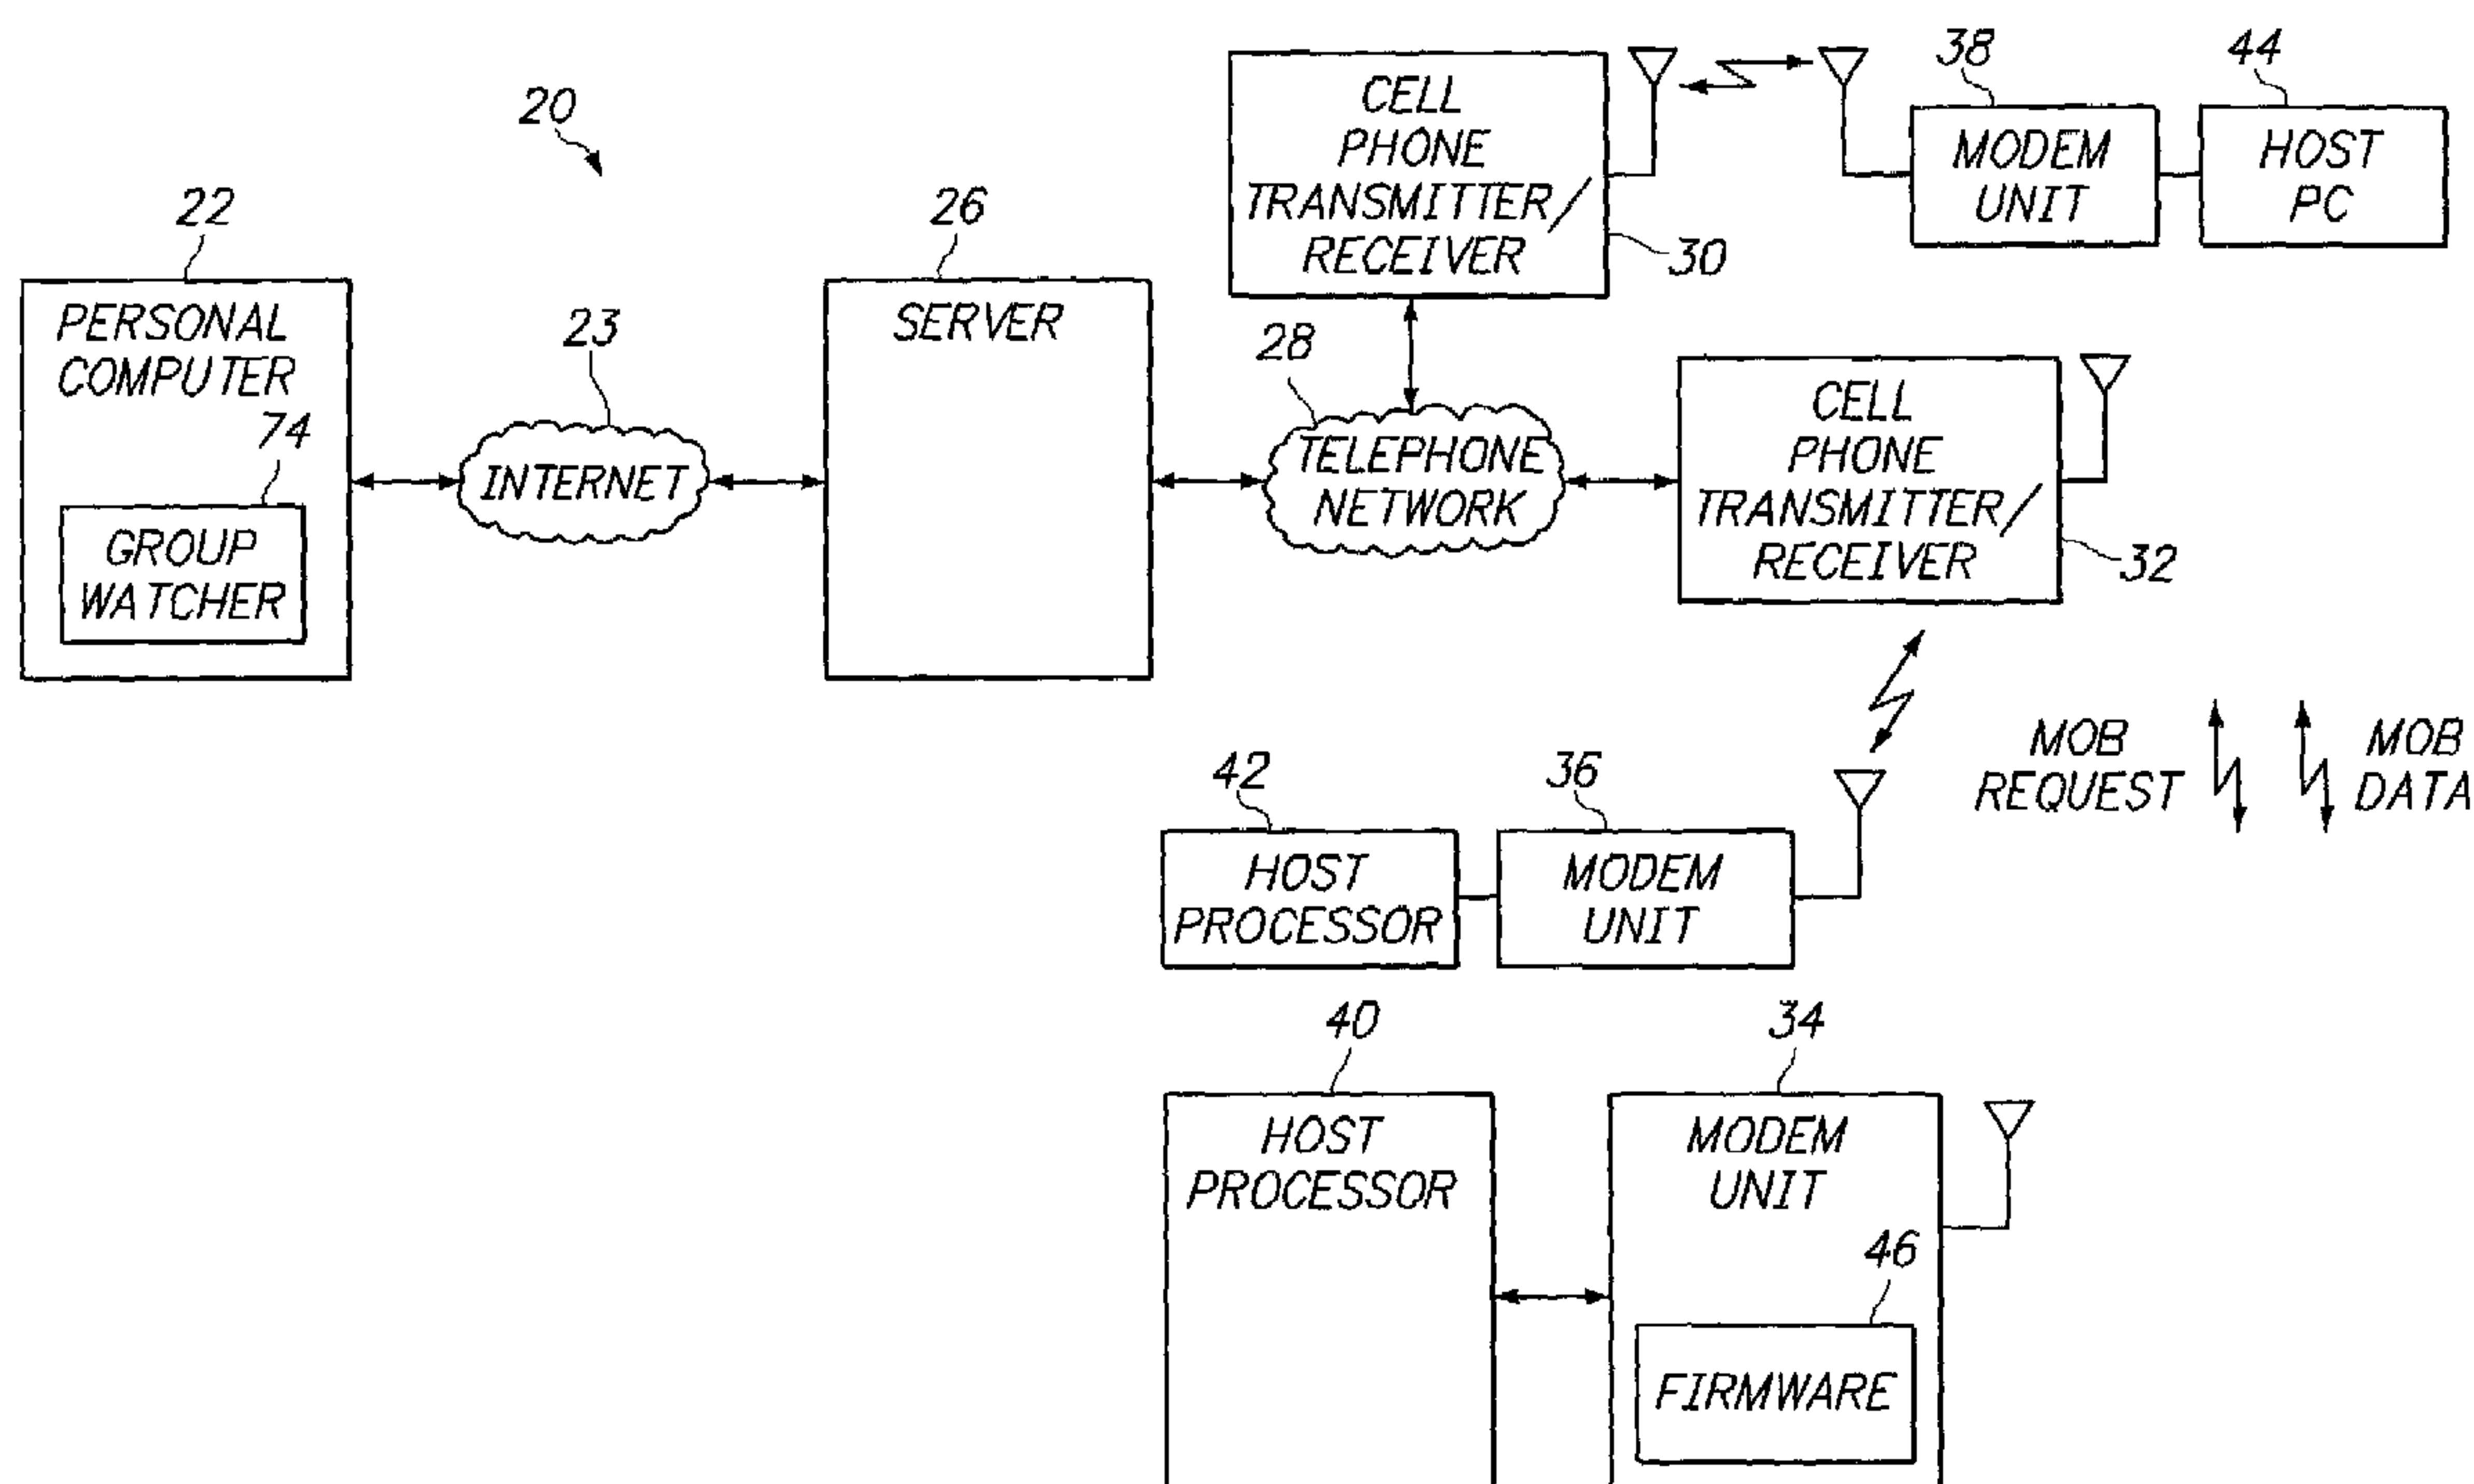 20
22
PERSONAL
COMPUTER
74
GROUP
WATCHER
23
INTERNET
26
SERVER
CELL
PHONE
TRANSMITTER/
RECEIVER
30
38
MODEM
UNIT
44
HOST
PC
28
TELEPHONE
NETWORK
CELL
PHONE
TRANSMITTER/
RECEIVER
32
MOB
REQUEST
MOB
DATA
42
HOST
PROCESSOR
36
MODEM
UNIT
40
HOST
PROCESSOR
34
MODEM
UNIT
46
FIRMWARE